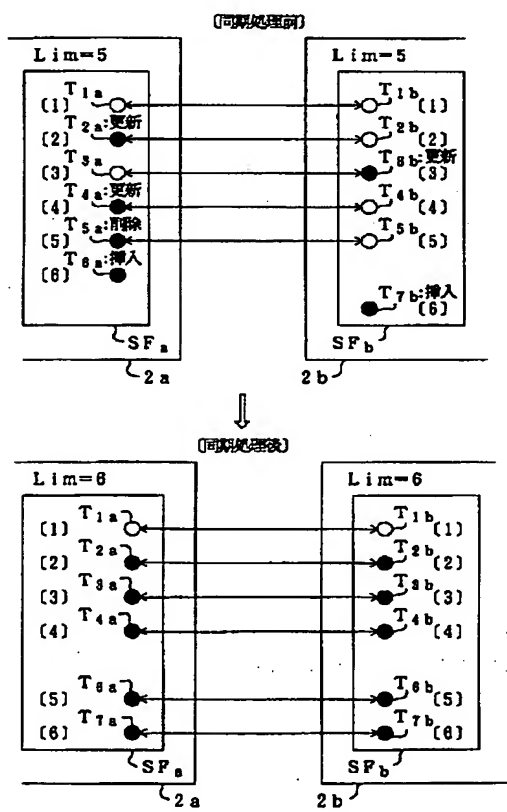 〔同期処理前〕
Lim=5 Lim=5
T1a T1b
[1] [1]
T2a:更新 T2b
[2] [2]
T3a T8b:更新
[3] [3]
T4a:更新 T4b
[4] [4]
T5a:削除 T5b
[5] [5]
T6a:挿入
[6]
T7b:挿入
[6]
SFa SFb
2a 2b
〔同期処理後〕
Lim=6 Lim=6
T1a T1b
[1] [1]
T2a T2b
[2] [2]
T3a T3b
[3] [3]
T4a T4b
[4] [4]
T6a T6b
[5] [5]
T7a T7b
[6] [6]
SFa SFb
2a 2b